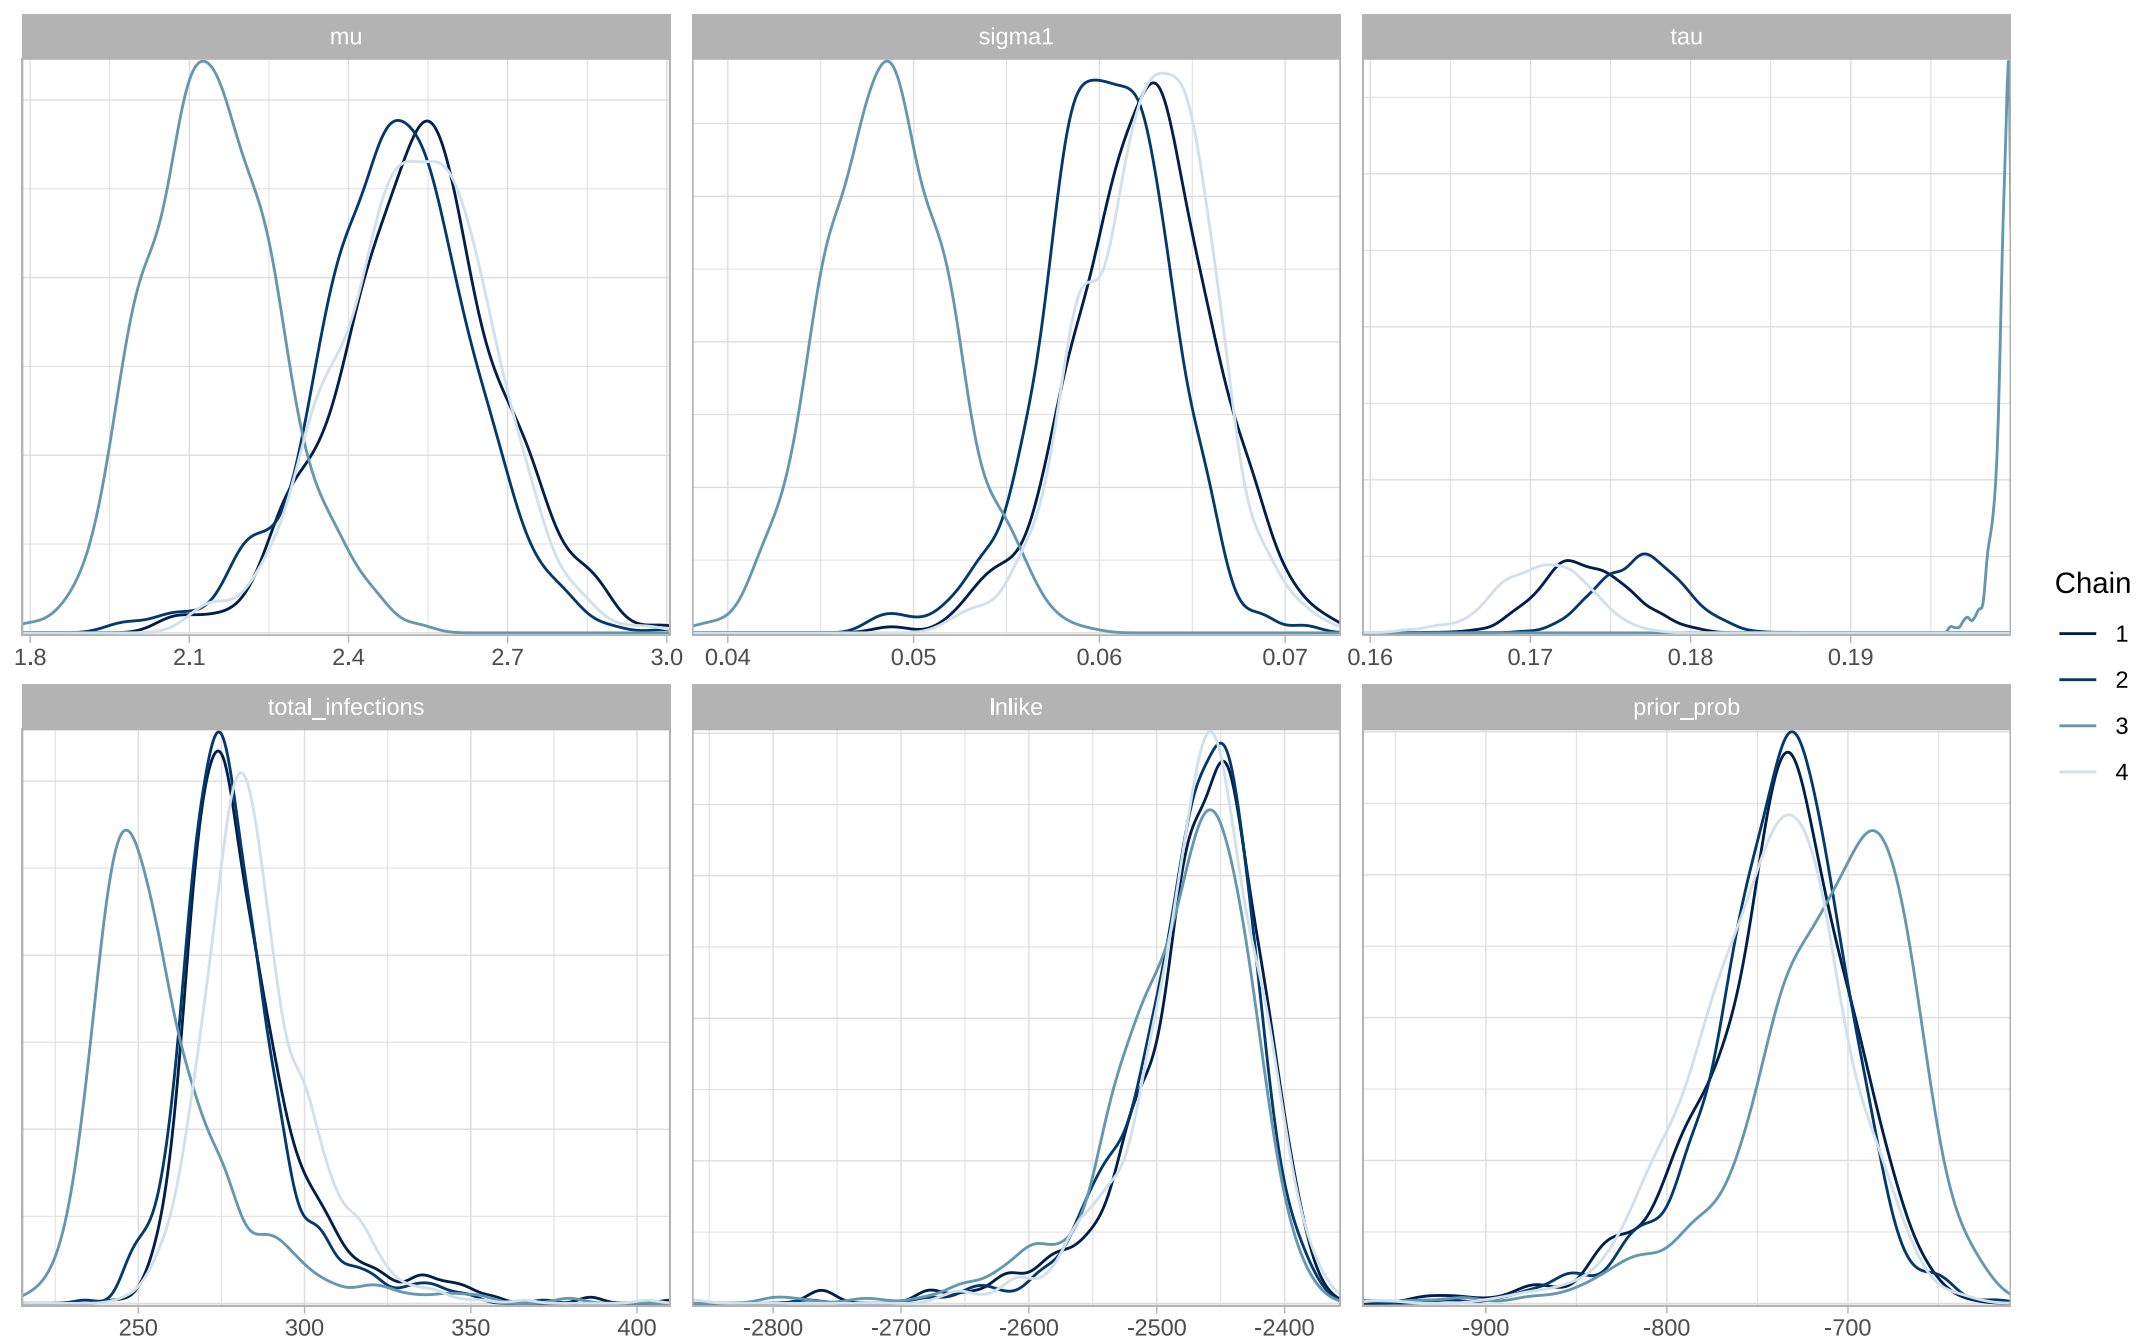 mu
sigma1
tau
1.8 2.1 2.4 2.7 3.0
0.04 0.05 0.06 0.07
0.16 0.17 0.18 0.19
total_infections
lnlike
prior_prob
250 300 350 400
-2800 -2700 -2600 -2500 -2400
-900 -800 -700
Chain
1
2
3
4